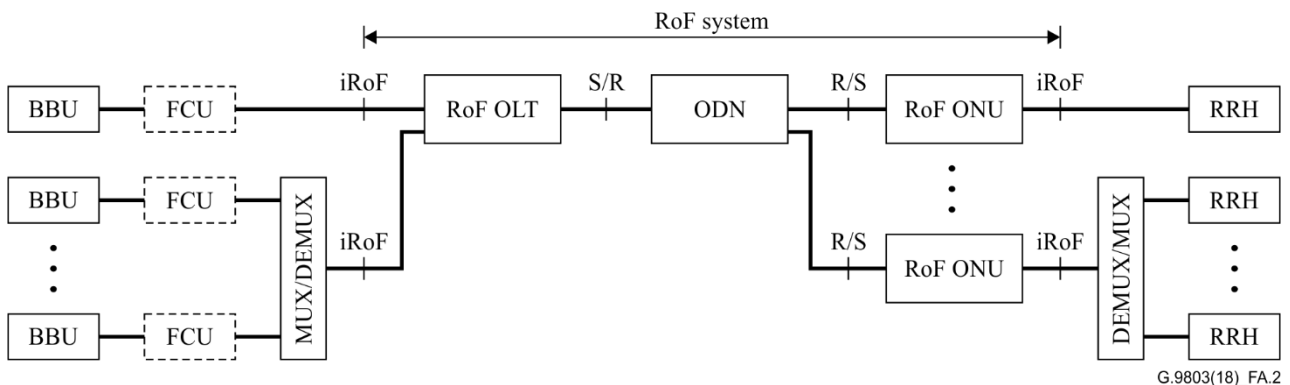 RoF system
iRoF S/R R/S iRoF
BBU FCU RoF OLT ODN RoF ONU RRH
BBU FCU MUX/DEMUX DEMUX/MUX RRH
iRoF R/S iRoF
RoF ONU
BBU FCU RRH
G.9803(18) FA.2